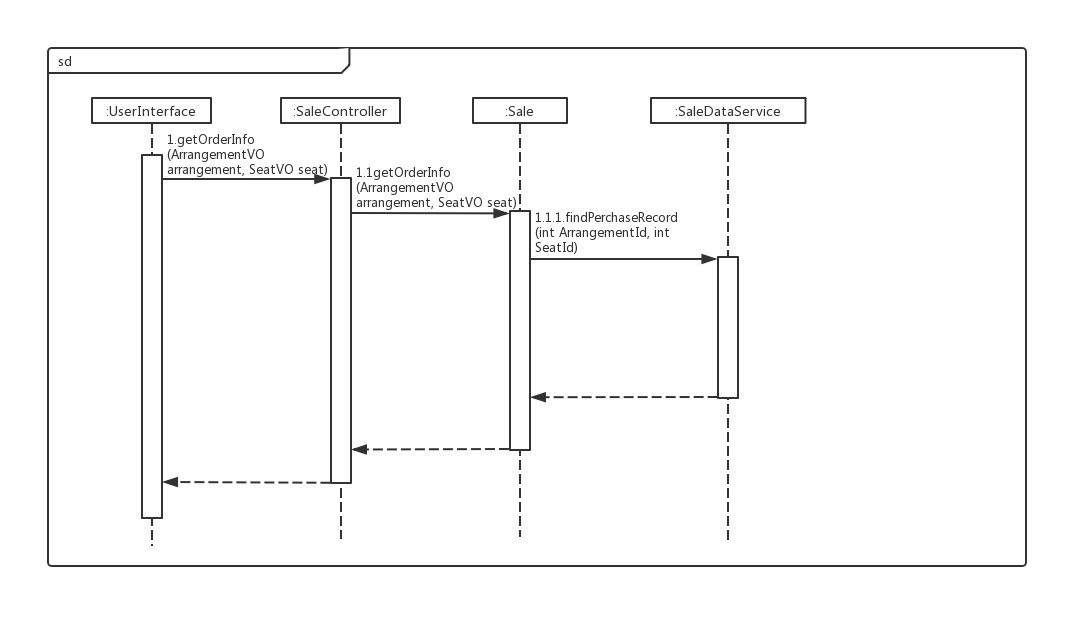 sd
:UserInterface
:SaleController
:Sale
:SaleDataService
1.getOrderInfo
(ArrangementVO
arrangement, SeatVO seat)
1.1getOrderInfo
(ArrangementVO
arrangement, SeatVO seat)
1.1.1.findPerchaseRecord
(int ArrangementId, int
SeatId)